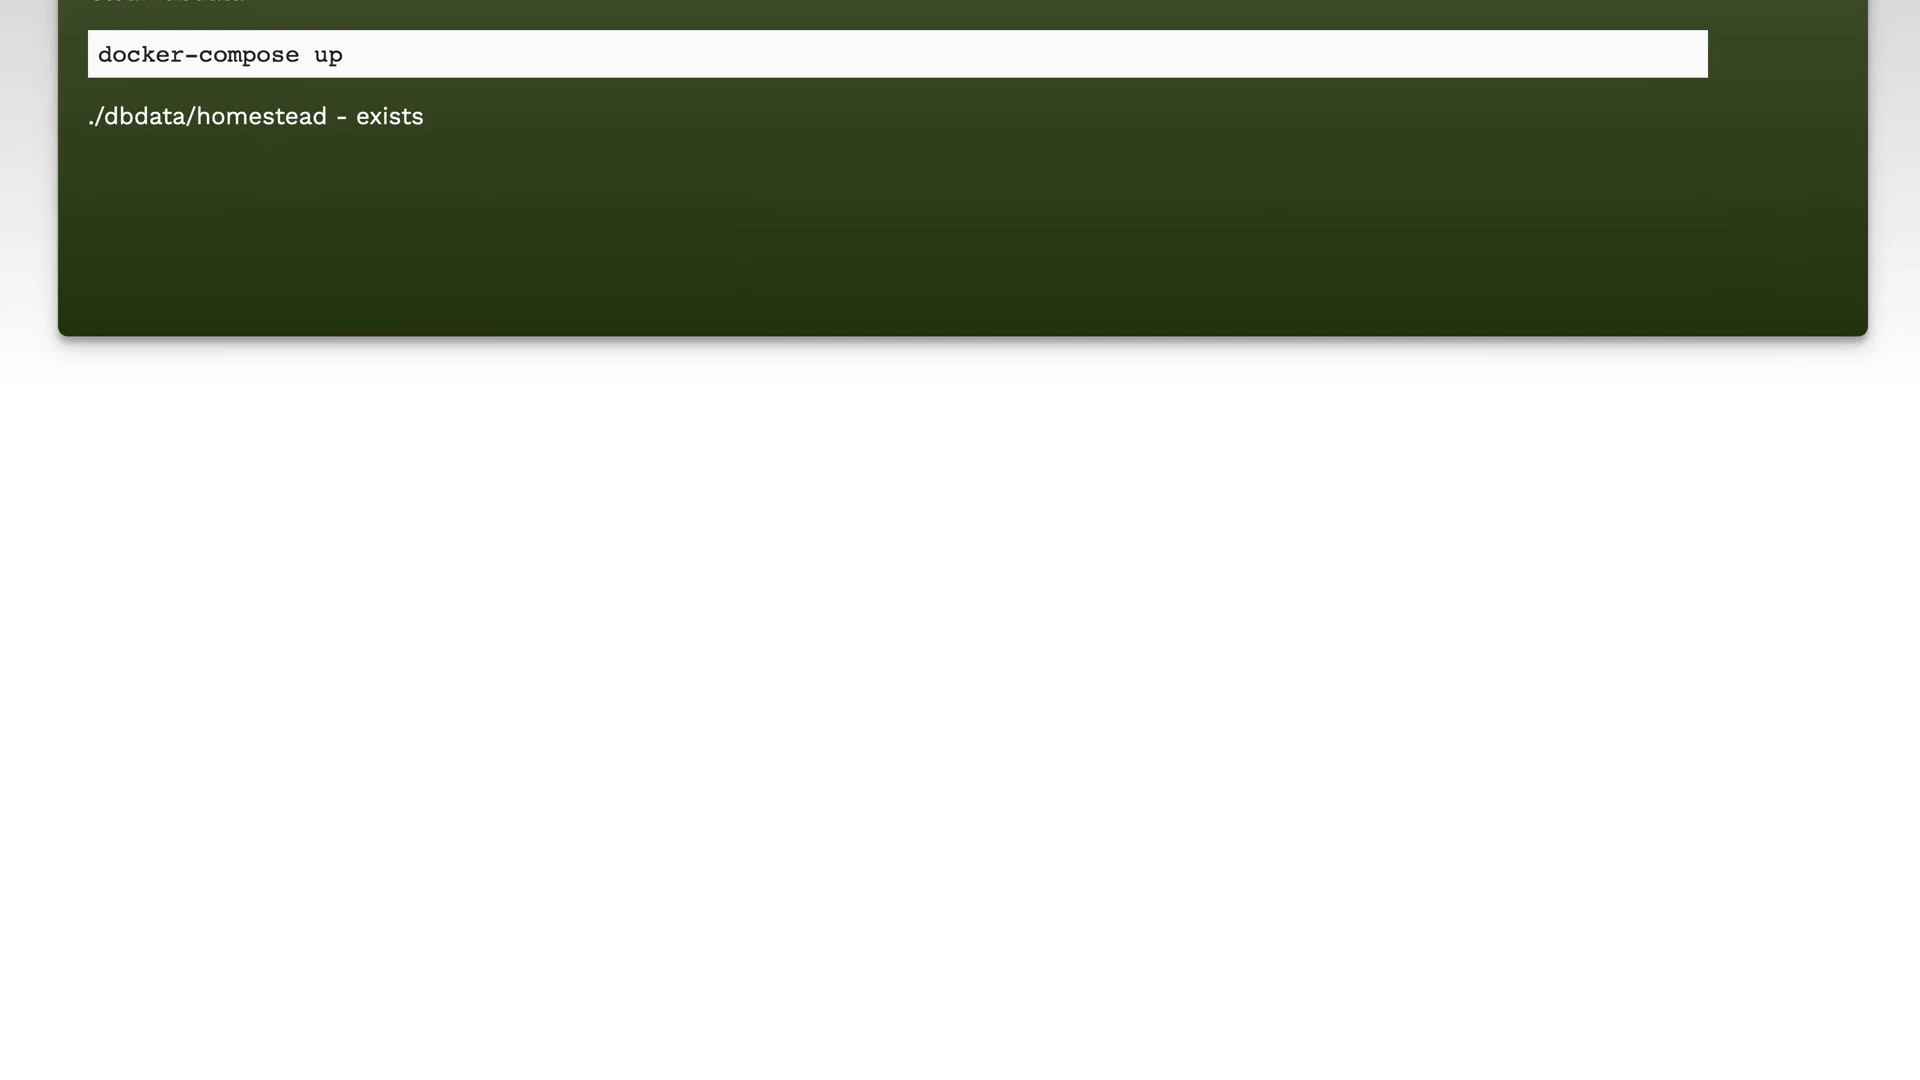 docker-compose up
./dbdata/homestead - exists